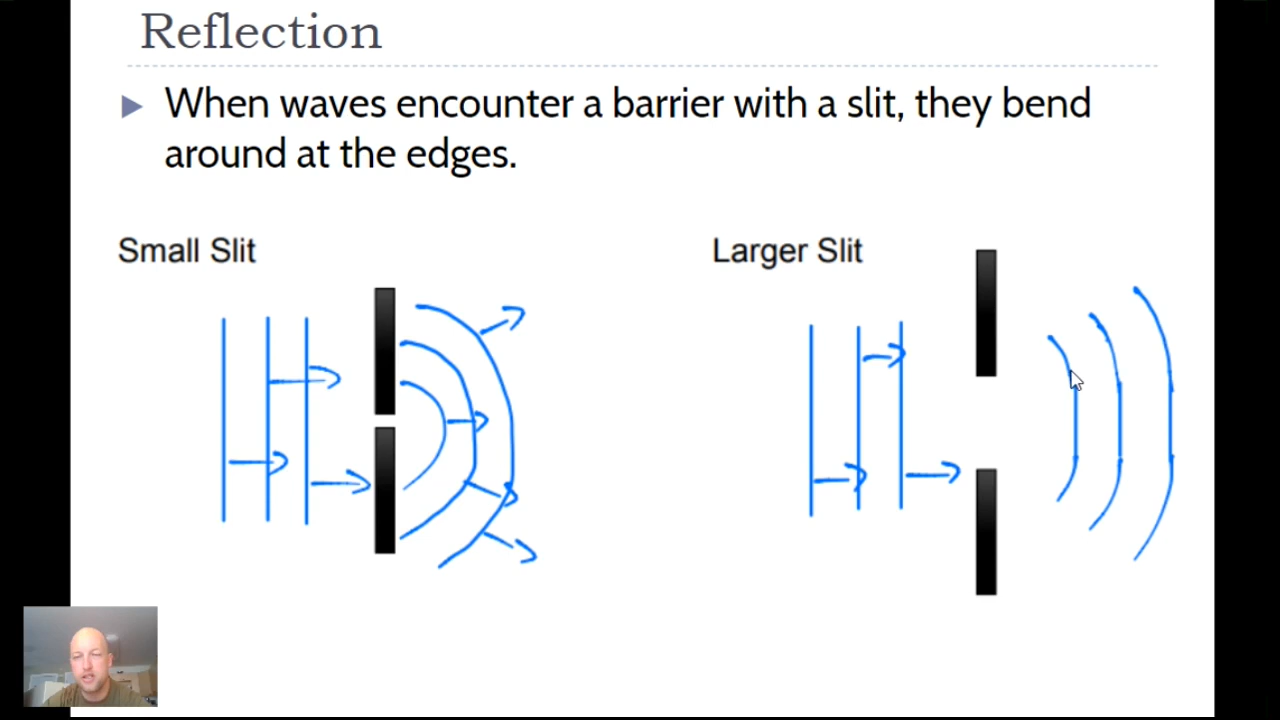 Reflection
When waves encounter a barrier with a slit, they bend
around at the edges.
Small Slit
Larger Slit